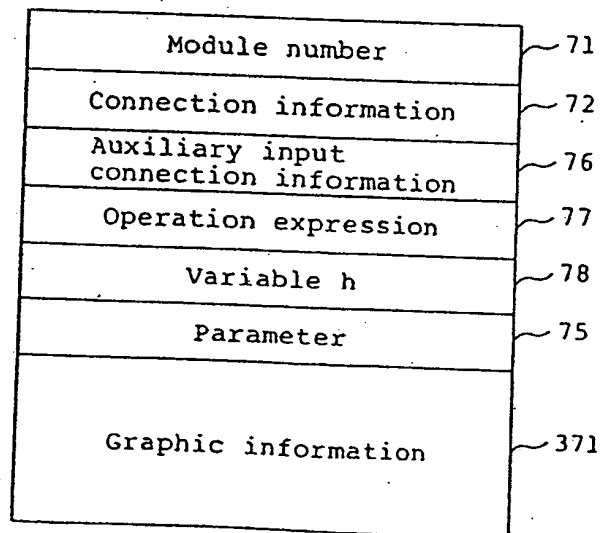 Module number 71
Connection information 72
Auxiliary input
connection information 76
Operation expression 77
Variable h 78
Parameter 75
Graphic information 371